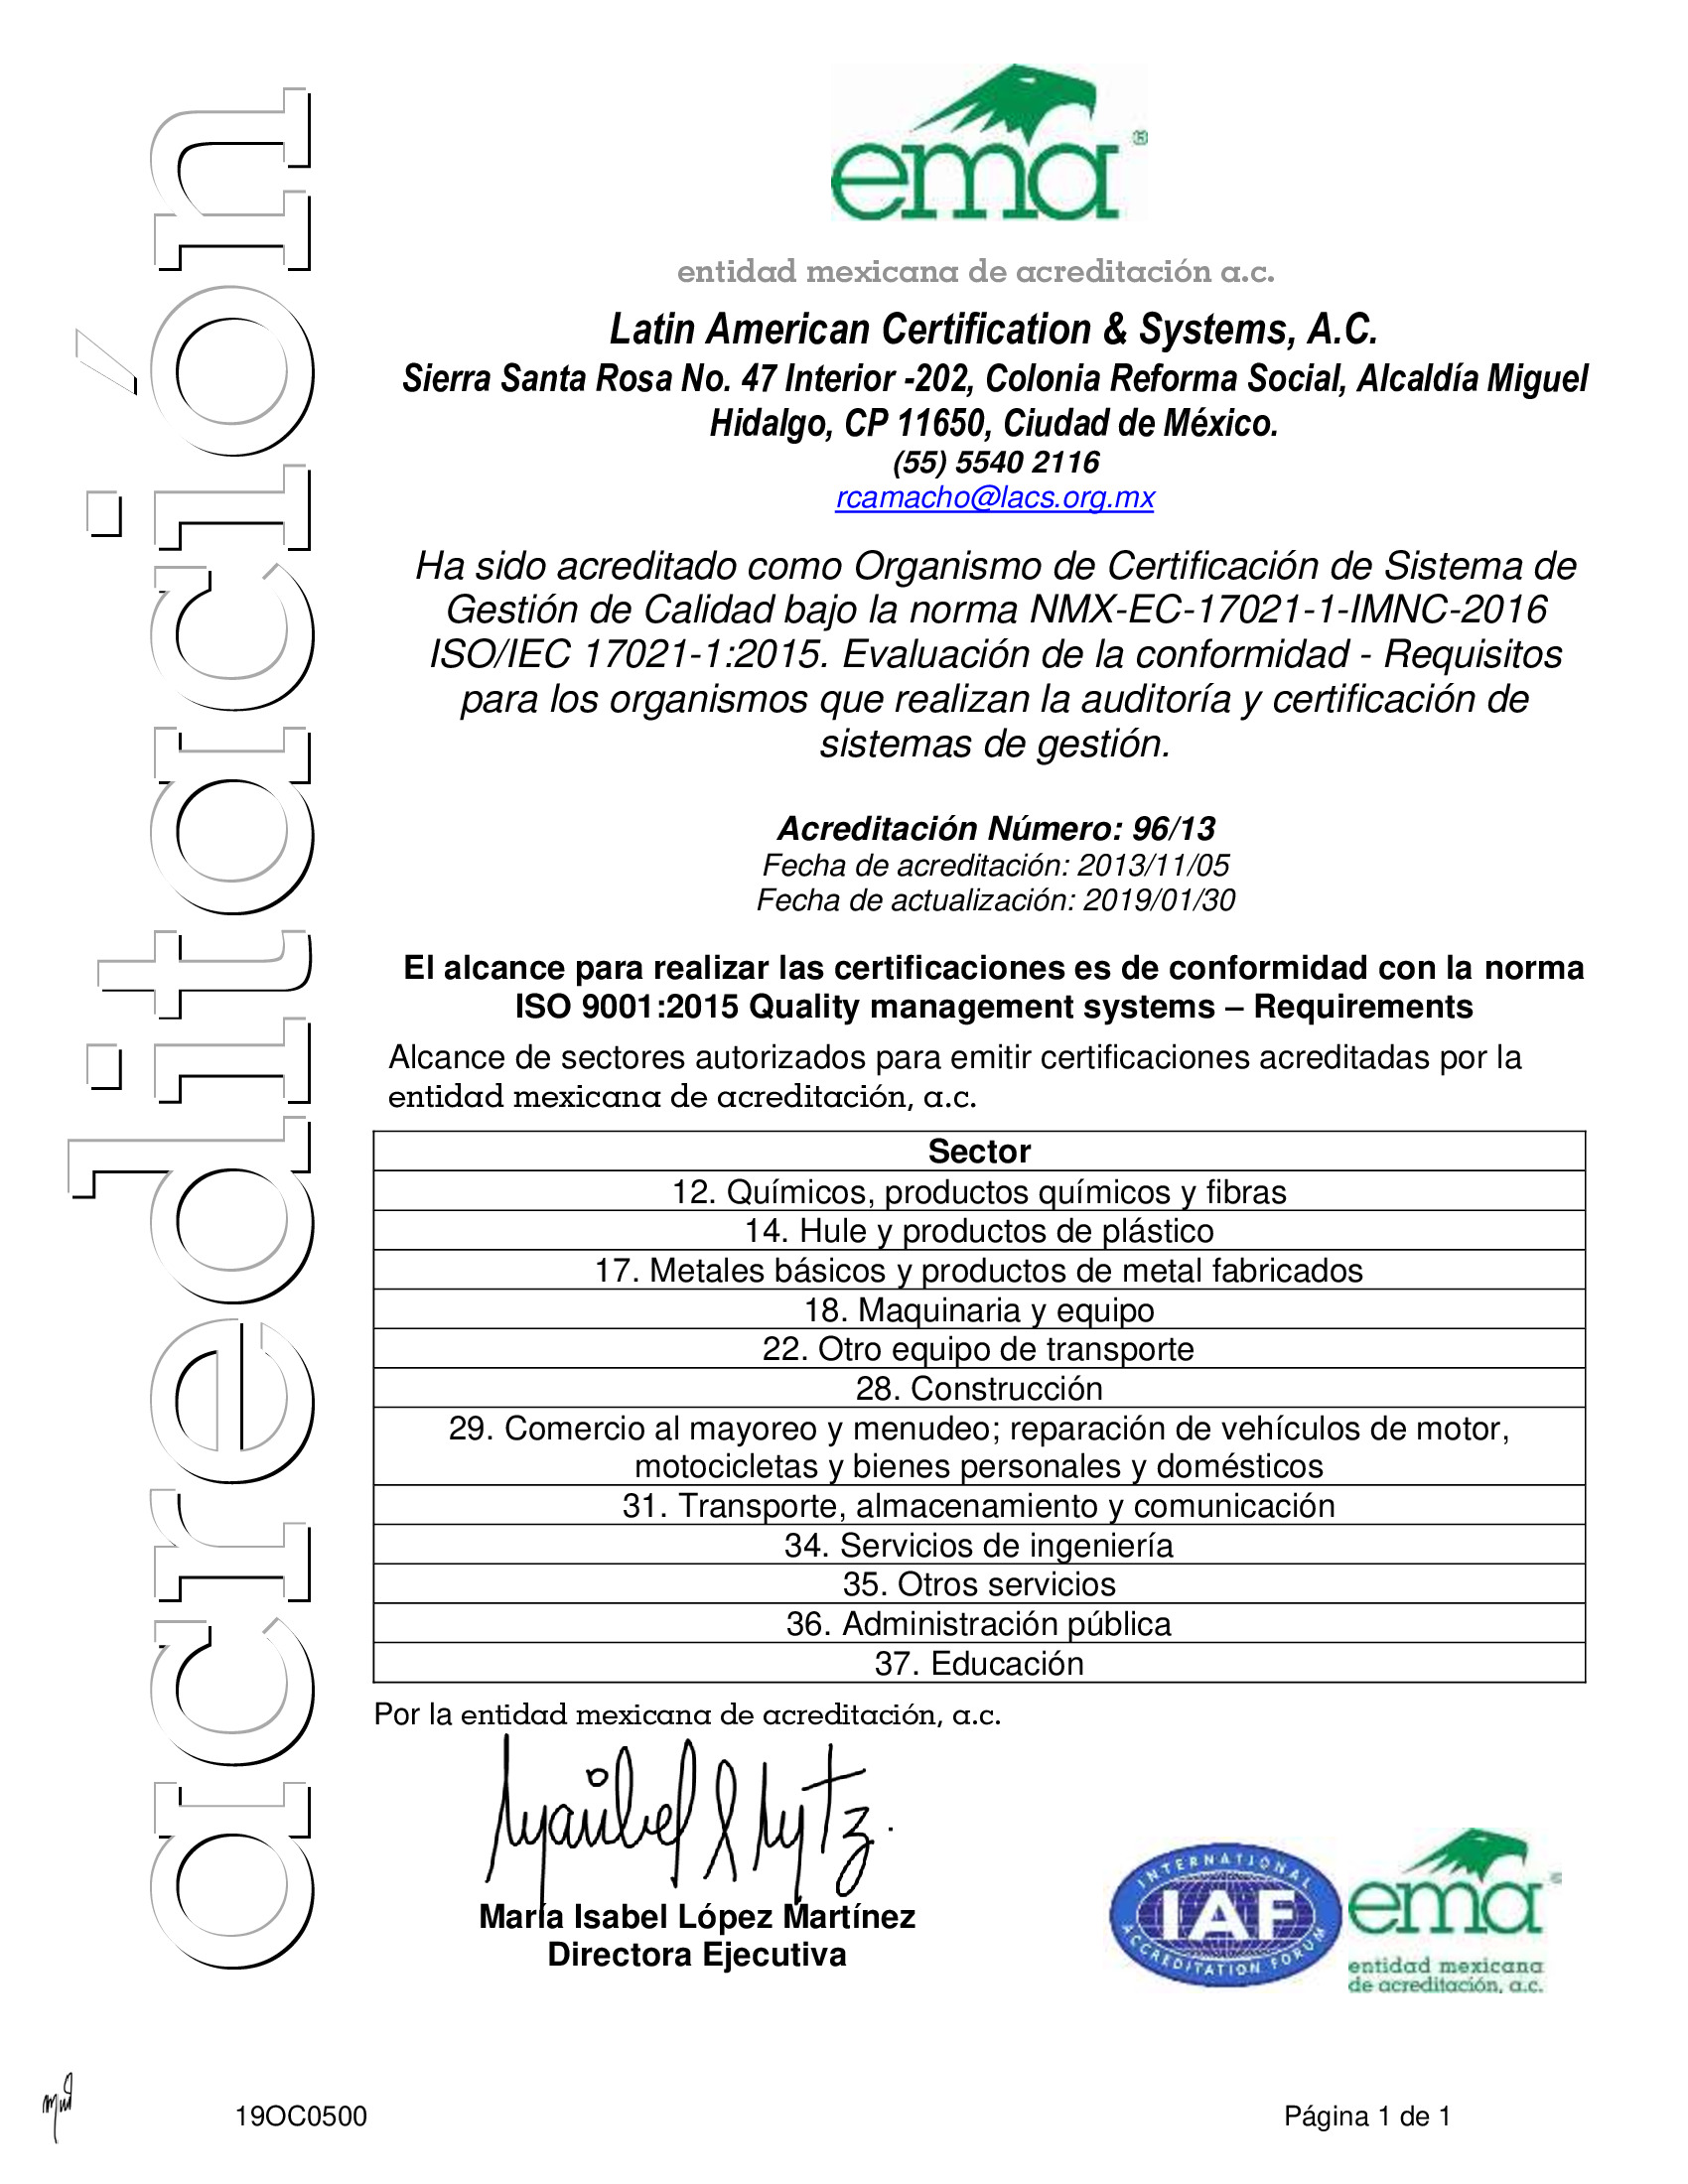 acreditación
ema®
entidad mexicana de acreditación a.c.
Latin American Certification & Systems, A.C.
Sierra Santa Rosa No. 47 Interior -202, Colonia Reforma Social, Alcaldía Miguel
Hidalgo, CP 11650, Ciudad de México.
(55) 5540 2116
rcamacho@lacs.org.mx
Ha sido acreditado como Organismo de Certificación de Sistema de
Gestión de Calidad bajo la norma NMX-EC-17021-1-IMNC-2016
ISO/IEC 17021-1:2015. Evaluación de la conformidad - Requisitos
para los organismos que realizan la auditoría y certificación de
sistemas de gestión.
Acreditación Número: 96/13
Fecha de acreditación: 2013/11/05
Fecha de actualización: 2019/01/30
El alcance para realizar las certificaciones es de conformidad con la norma
ISO 9001:2015 Quality management systems – Requirements
Alcance de sectores autorizados para emitir certificaciones acreditadas por la
entidad mexicana de acreditación, a.c.
Sector
12. Químicos, productos químicos y fibras
14. Hule y productos de plástico
17. Metales básicos y productos de metal fabricados
18. Maquinaria y equipo
22. Otro equipo de transporte
28. Construcción
29. Comercio al mayoreo y menudeo; reparación de vehículos de motor,
motocicletas y bienes personales y domésticos
31. Transporte, almacenamiento y comunicación
34. Servicios de ingeniería
35. Otros servicios
36. Administración pública
37. Educación
Por la entidad mexicana de acreditación, a.c.
María Isabel López Martínez
Directora Ejecutiva
INTERNATIONAL
IAF
ACCREDITATION FORUM
ema
entidad mexicana
de acreditación, a.c.
19OC0500
Página 1 de 1